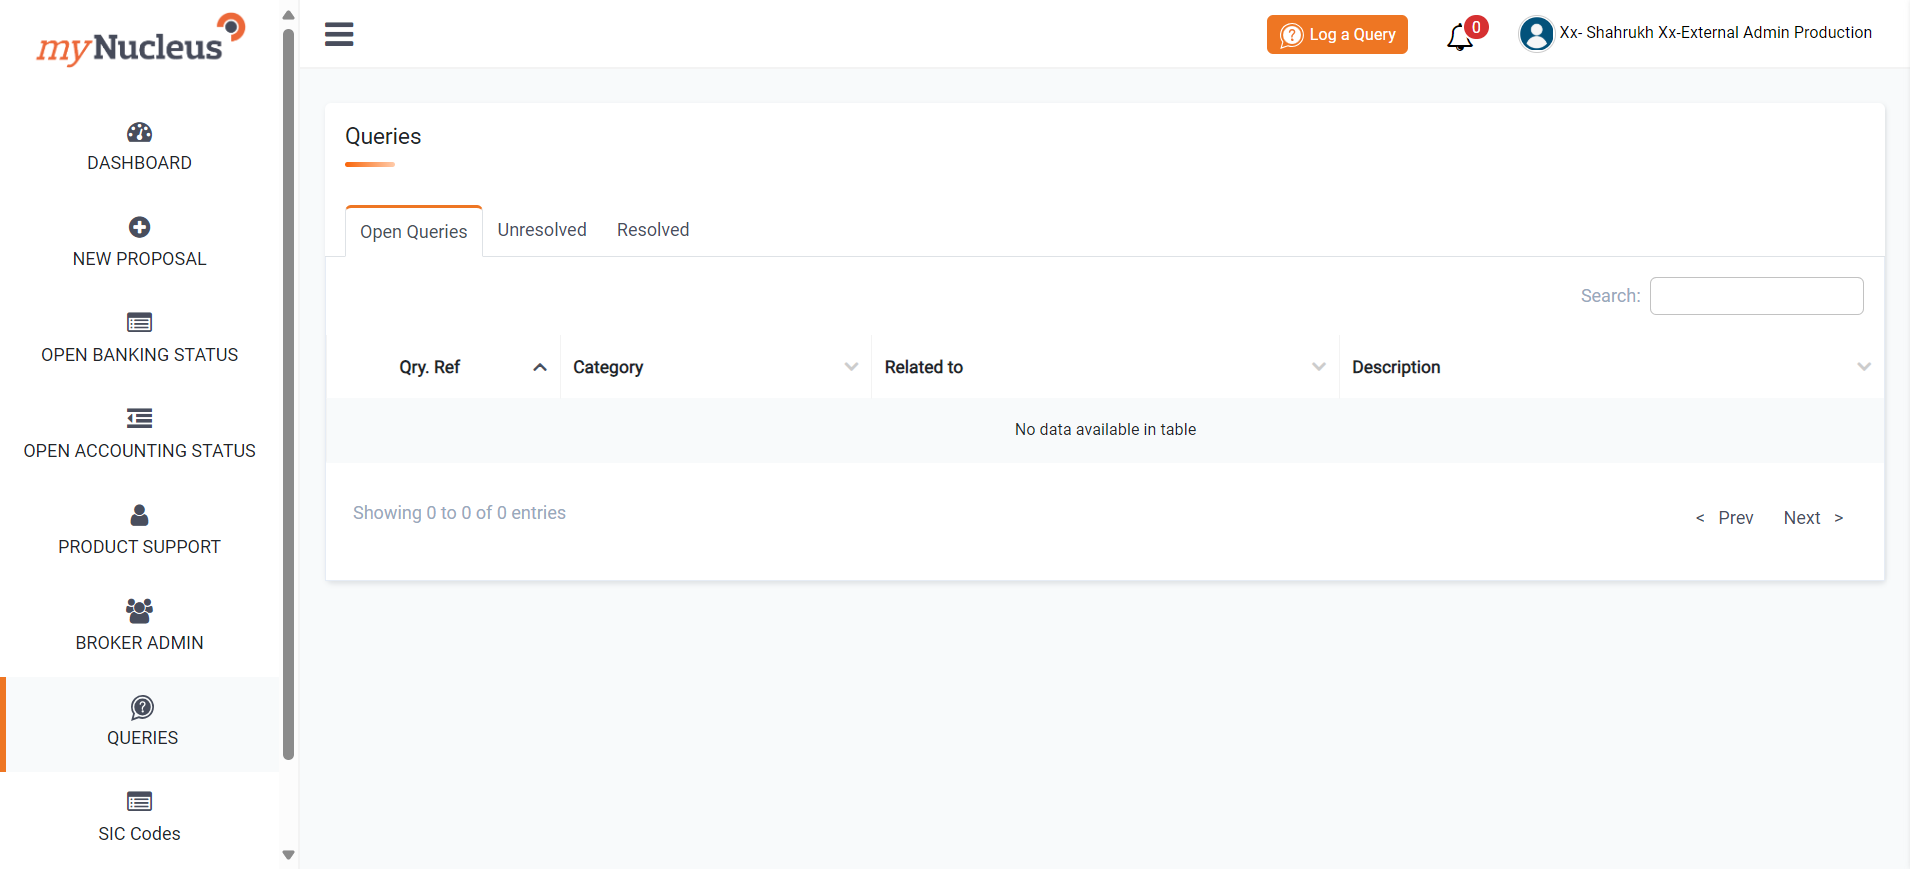 myNucleus
DASHBOARD
NEW PROPOSAL
OPEN BANKING STATUS
OPEN ACCOUNTING STATUS
PRODUCT SUPPORT
BROKER ADMIN
QUERIES
SIC Codes
Log a Query
0
Xx- Shahrukh Xx-External Admin Production
Queries
Open Queries Unresolved Resolved
Search:
Qry. Ref Category Related to Description
No data available in table
Showing 0 to 0 of 0 entries
< Prev Next >